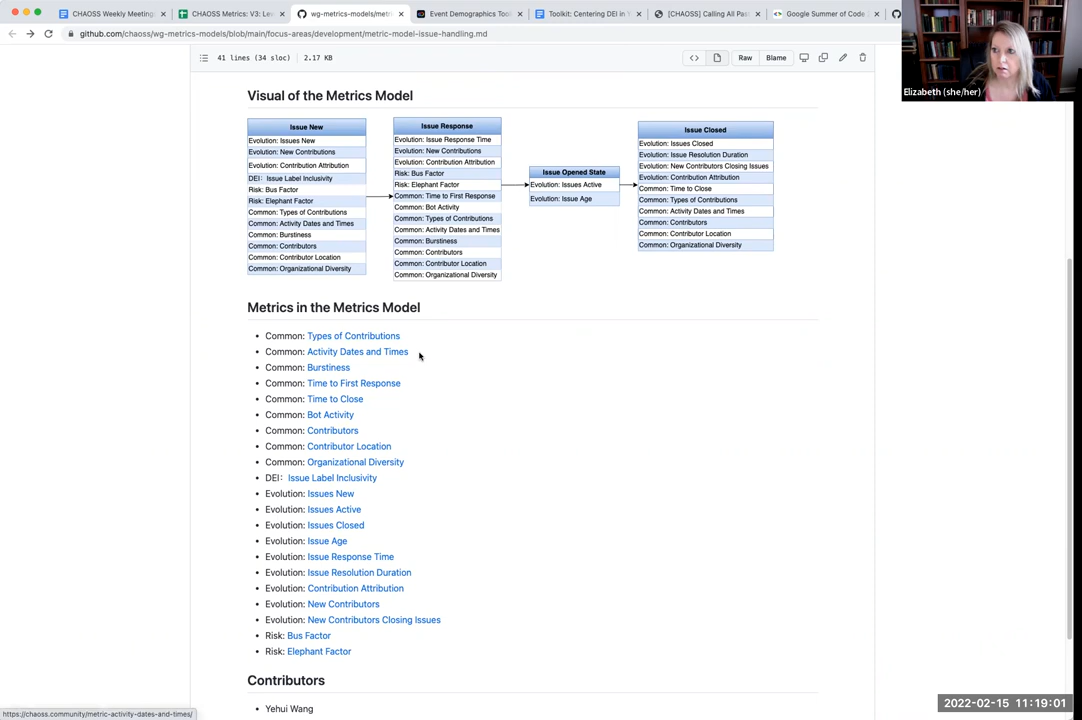 CHAOSS Weekly Meeting
CHAOSS Metrics: V3: Le
wg-metrics-models/metr
Event Demographics Too
Toolkit: Centering DEI in
[CHAOSS] Calling All Pas
Google Summer of Code
github.com/chaoss/wg-metrics-models/blob/main/focus-areas/development/metric-model-issue-handling.md
Elizabeth (she/her)
41 lines (34 sloc) 2.17 KB
<> Raw Blame
Visual of the Metrics Model
Issue New
Evolution: Issues New
Evolution: New Contributions
Evolution: Contribution Attribution
DEI: Issue Label Inclusivity
Risk: Bus Factor
Risk: Elephant Factor
Common: Types of Contributions
Common: Activity Dates and Times
Common: Burstiness
Common: Contributors
Common: Contributor Location
Common: Organizational Diversity
Issue Response
Evolution: Issue Response Time
Evolution: New Contributions
Evolution: Contribution Attribution
Risk: Bus Factor
Risk: Elephant Factor
Common: Time to First Response
Common: Bot Activity
Common: Types of Contributions
Common: Activity Dates and Times
Common: Burstiness
Common: Contributors
Common: Contributor Location
Common: Organizational Diversity
Issue Opened State
Evolution: Issues Active
Evolution: Issue Age
Issue Closed
Evolution: Issues Closed
Evolution: Issue Resolution Duration
Evolution: New Contributors Closing Issues
Evolution: Contribution Attribution
Common: Time to Close
Common: Types of Contributions
Common: Activity Dates and Times
Common: Contributors
Common: Contributor Location
Common: Organizational Diversity
Metrics in the Metrics Model
• Common: Types of Contributions
• Common: Activity Dates and Times
• Common: Burstiness
• Common: Time to First Response
• Common: Time to Close
• Common: Bot Activity
• Common: Contributors
• Common: Contributor Location
• Common: Organizational Diversity
• DEI: Issue Label Inclusivity
• Evolution: Issues New
• Evolution: Issues Active
• Evolution: Issues Closed
• Evolution: Issue Age
• Evolution: Issue Response Time
• Evolution: Issue Resolution Duration
• Evolution: Contribution Attribution
• Evolution: New Contributors
• Evolution: New Contributors Closing Issues
• Risk: Bus Factor
• Risk: Elephant Factor
Contributors
• Yehui Wang
https://chaoss.community/metric-activity-dates-and-times/
2022-02-15 11:19:01